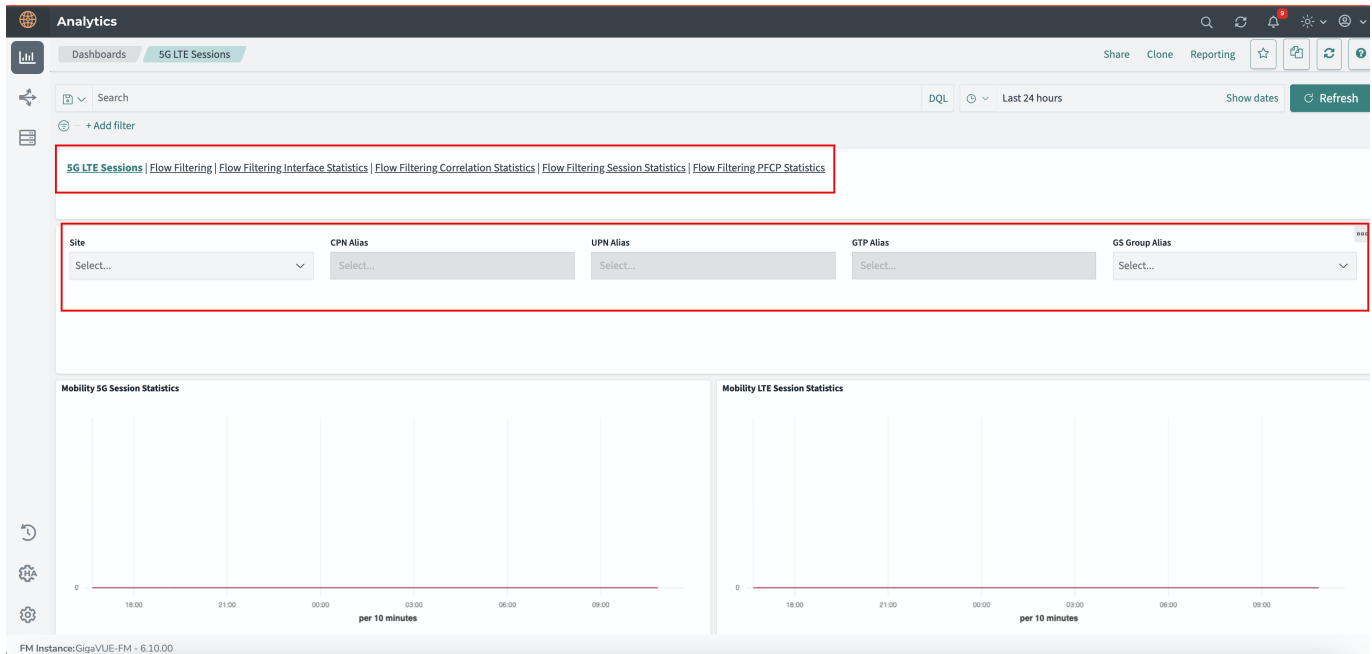 Analytics
9
Dashboards 5G LTE Sessions Share Clone Reporting
Search DQL Last 24 hours Show dates Refresh
+ Add filter
5G LTE Sessions | Flow Filtering | Flow Filtering Interface Statistics | Flow Filtering Correlation Statistics | Flow Filtering Session Statistics | Flow Filtering PFCP Statistics
Site CPN Alias UPN Alias GTP Alias GS Group Alias
Select... Select... Select... Select... Select...
Mobility 5G Session Statistics Mobility LTE Session Statistics
0 0
18:00 21:00 00:00 03:00 06:00 09:00 18:00 21:00 00:00 03:00 06:00 09:00
per 10 minutes per 10 minutes
HA
FM Instance:GigaVUE-FM - 6.10.00